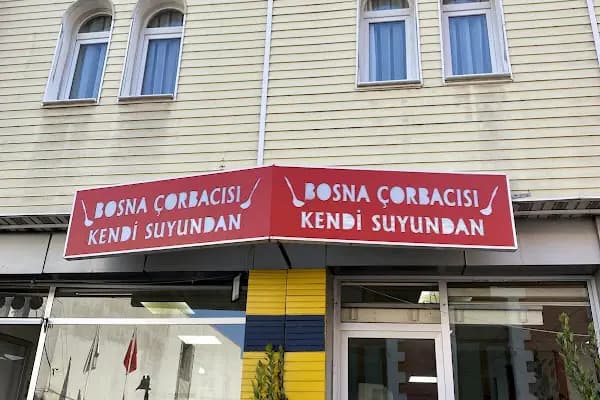 BOSNA ÇORBACISI
KENDİ SUYUNDAN
BOSNA ÇORBACISI
KENDİ SUYUNDAN